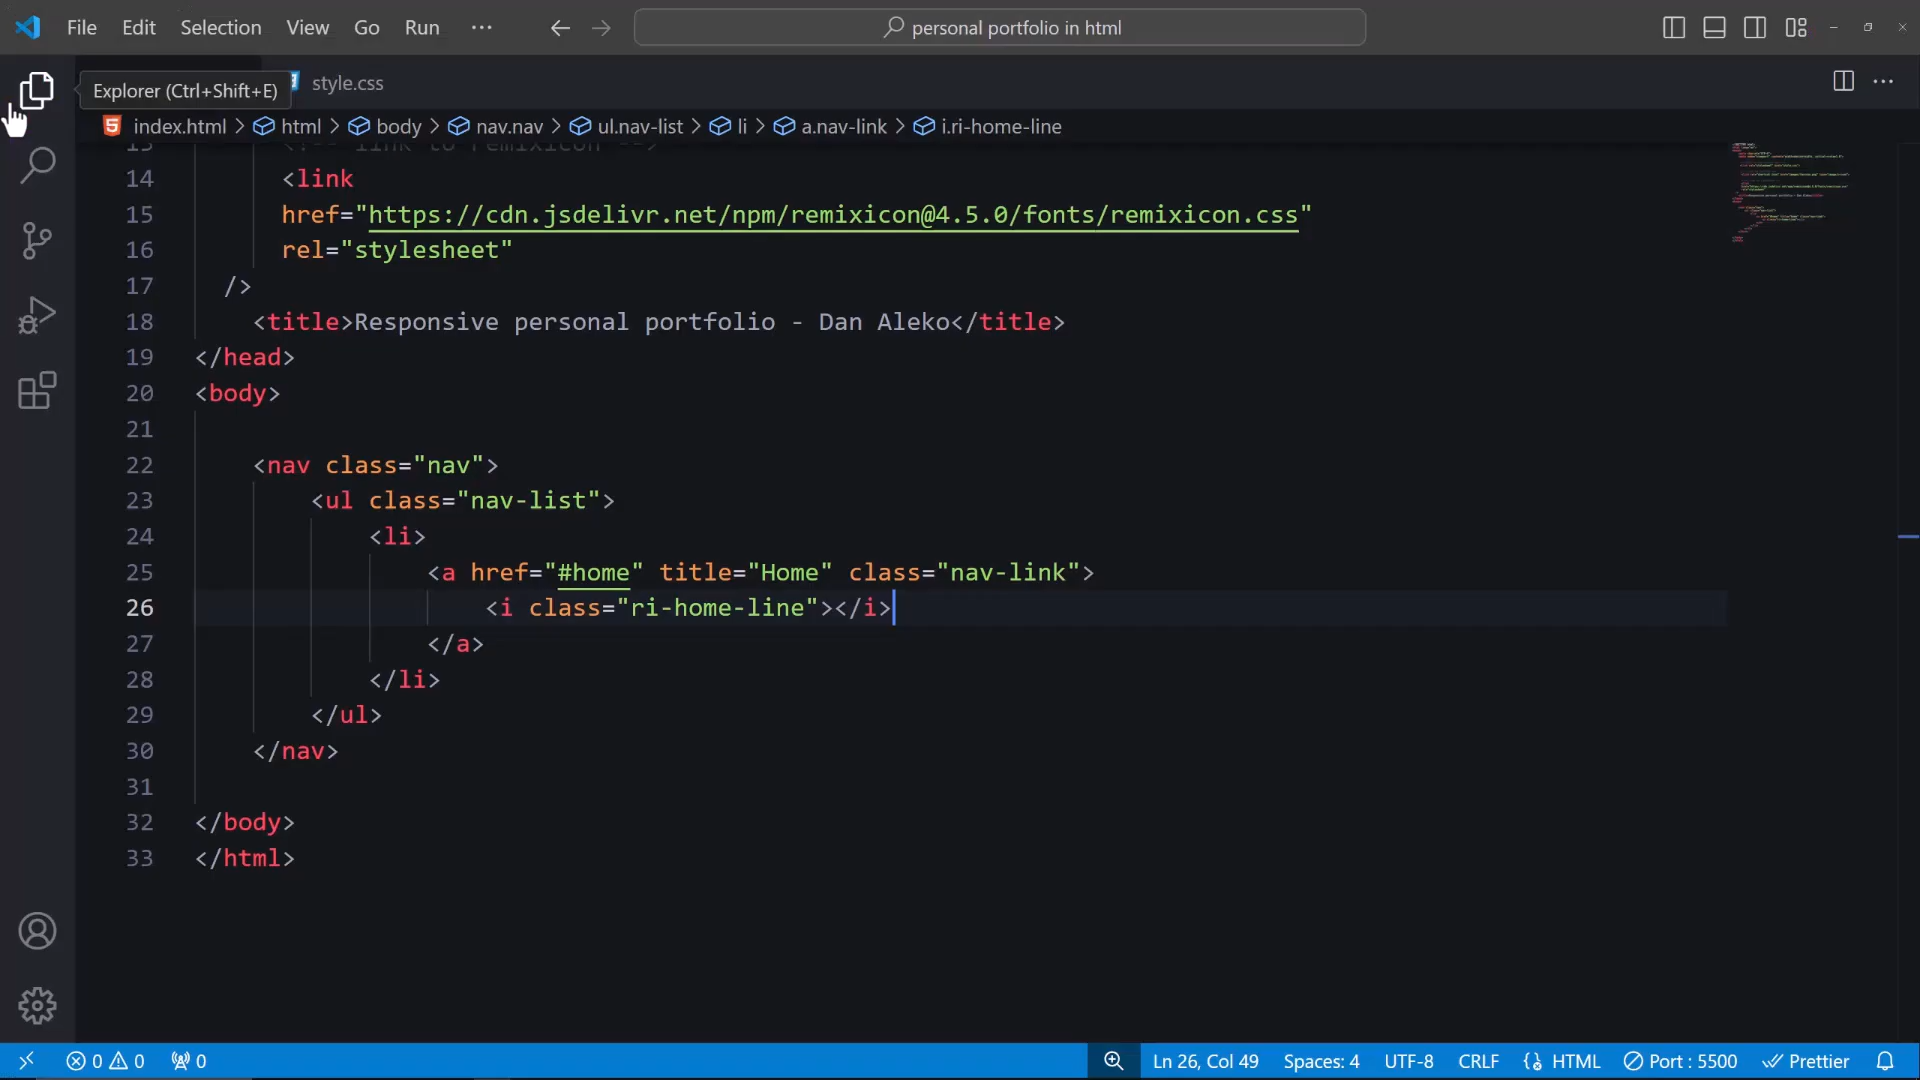 File Edit Selection View Go Run ··· personal portfolio in html
Explorer (Ctrl+Shift+E) style.css
index.html > html > body > nav.nav > ul.nav-list > li > a.nav-link > i.ri-home-line
13 <!-- link to remixicon -->
14 <link
15 href="https://cdn.jsdelivr.net/npm/remixicon@4.5.0/fonts/remixicon.css"
16 rel="stylesheet"
17 />
18 <title>Responsive personal portfolio - Dan Aleko</title>
19 </head>
20 <body>
21
22 <nav class="nav">
23 <ul class="nav-list">
24 <li>
25 <a href="#home" title="Home" class="nav-link">
26 <i class="ri-home-line"></i>
27 </a>
28 </li>
29 </ul>
30 </nav>
31
32 </body>
33 </html>
0 0 0 Ln 26, Col 49 Spaces: 4 UTF-8 CRLF HTML Port : 5500 Prettier